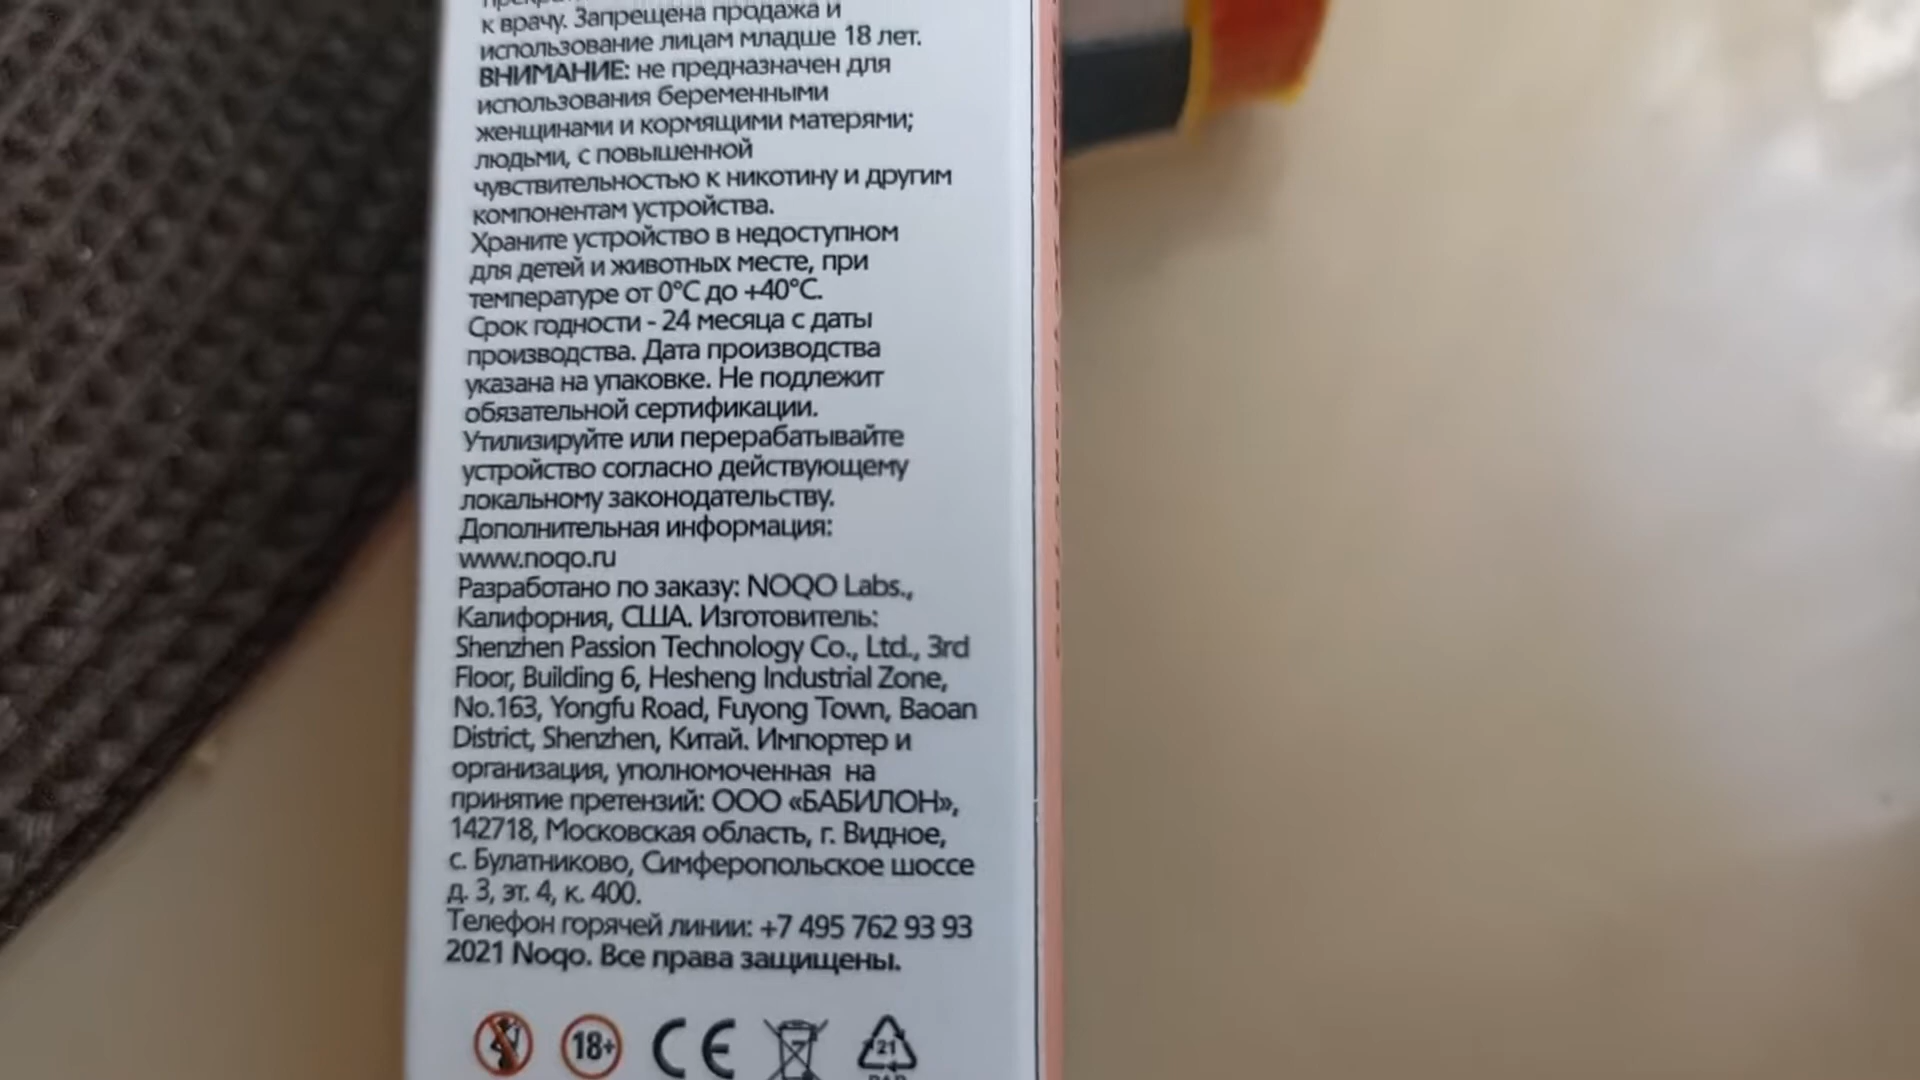 к врачу. Запрещена продажа и
использование лицам младше 18 лет.
ВНИМАНИЕ: не предназначен для
использования беременными
женщинами и кормящими матерями;
людьми, с повышенной
чувствительностью к никотину и другим
компонентам устройства.
Храните устройство в недоступном
для детей и животных месте, при
температуре от 0°C до +40°C.
Срок годности - 24 месяца с даты
производства. Дата производства
указана на упаковке. Не подлежит
обязательной сертификации.
Утилизируйте или перерабатывайте
устройство согласно действующему
локальному законодательству.
Дополнительная информация:
www.noqo.ru
Разработано по заказу: NOQO Labs.,
Калифорния, США. Изготовитель:
Shenzhen Passion Technology Co., Ltd., 3rd
Floor, Building 6, Hesheng Industrial Zone,
No.163, Yongfu Road, Fuyong Town, Baoan
District, Shenzhen, Китай. Импортер и
организация, уполномоченная на
принятие претензий: ООО «БАБИЛОН»,
142718, Московская область, г. Видное,
с. Булатниково, Симферопольское шоссе
д. 3, эт. 4, к. 400.
Телефон горячей линии: +7 495 762 93 93
2021 Noqo. Все права защищены.
18+ CE 21